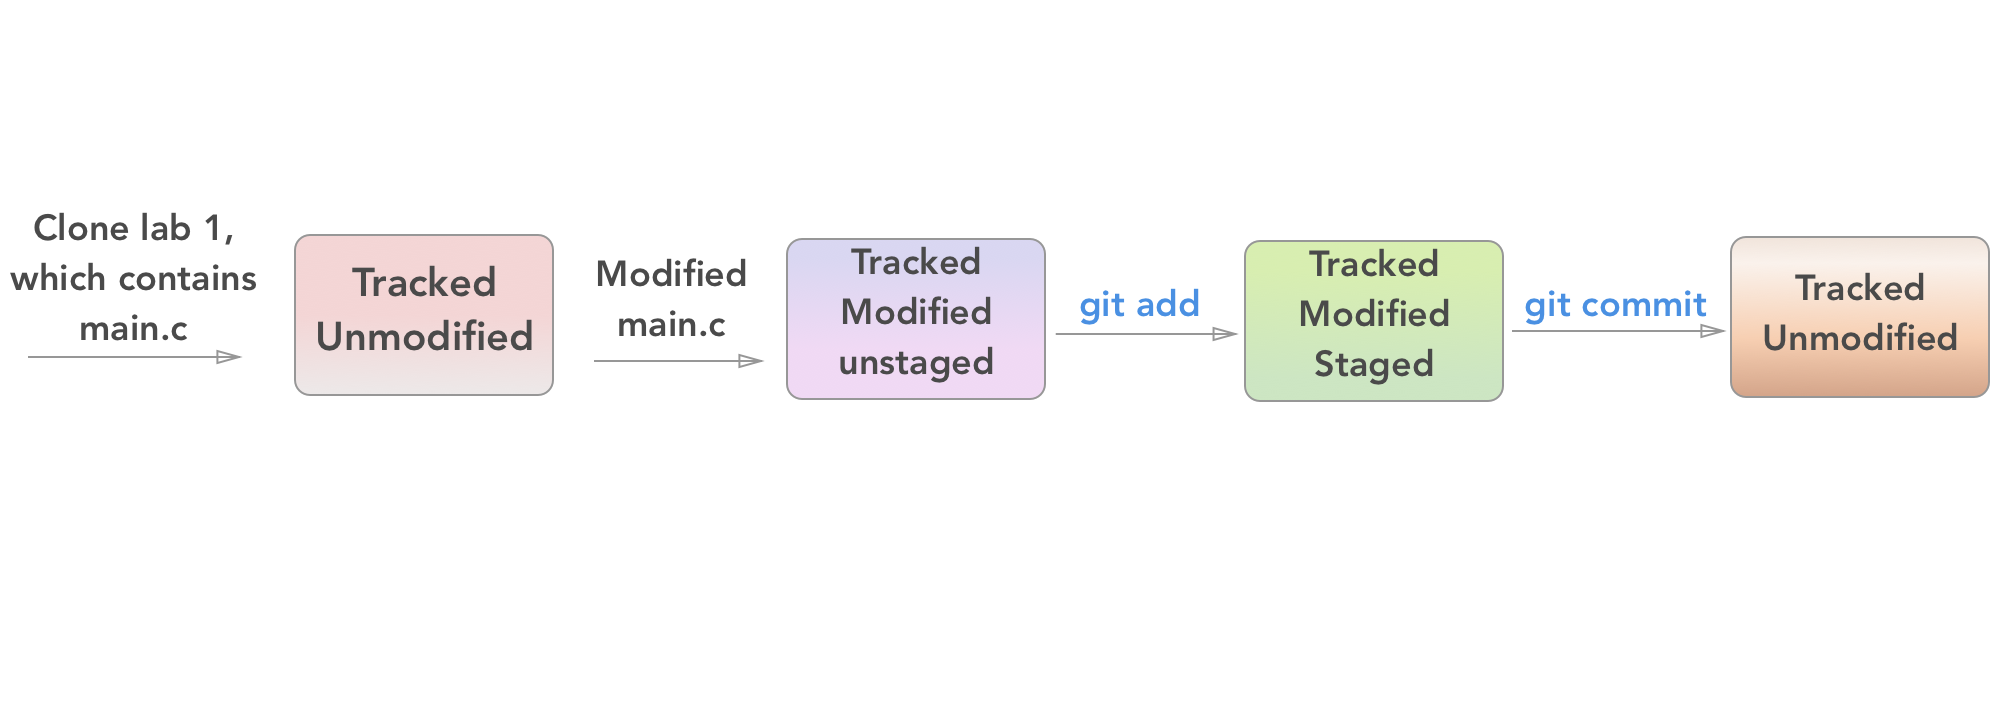 Clone lab 1,
which contains
main.c
Tracked
Unmodified
Modified
main.c
Tracked
Modified
unstaged
git add
Tracked
Modified
Staged
git commit
Tracked
Unmodified